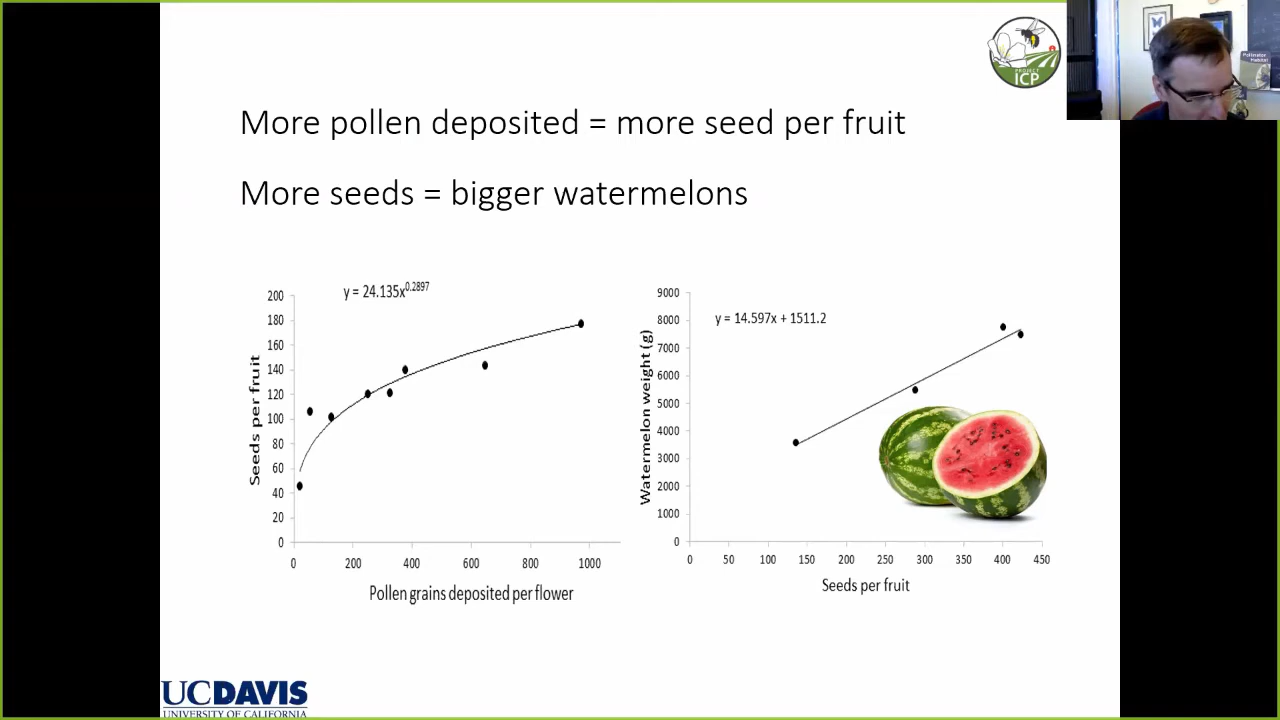 PROJECT
ICP
Pollinator
Habitat
More pollen deposited = more seed per fruit
More seeds = bigger watermelons
y = 24.135x^0.2897
200
180
160
140
120
100
80
60
40
20
0
Seeds per fruit
0 200 400 600 800 1000
Pollen grains deposited per flower
y = 14.597x + 1511.2
9000
8000
7000
6000
5000
4000
3000
2000
1000
0
Watermelon weight (g)
0 50 100 150 200 250 300 350 400 450
Seeds per fruit
UCDAVIS
UNIVERSITY OF CALIFORNIA